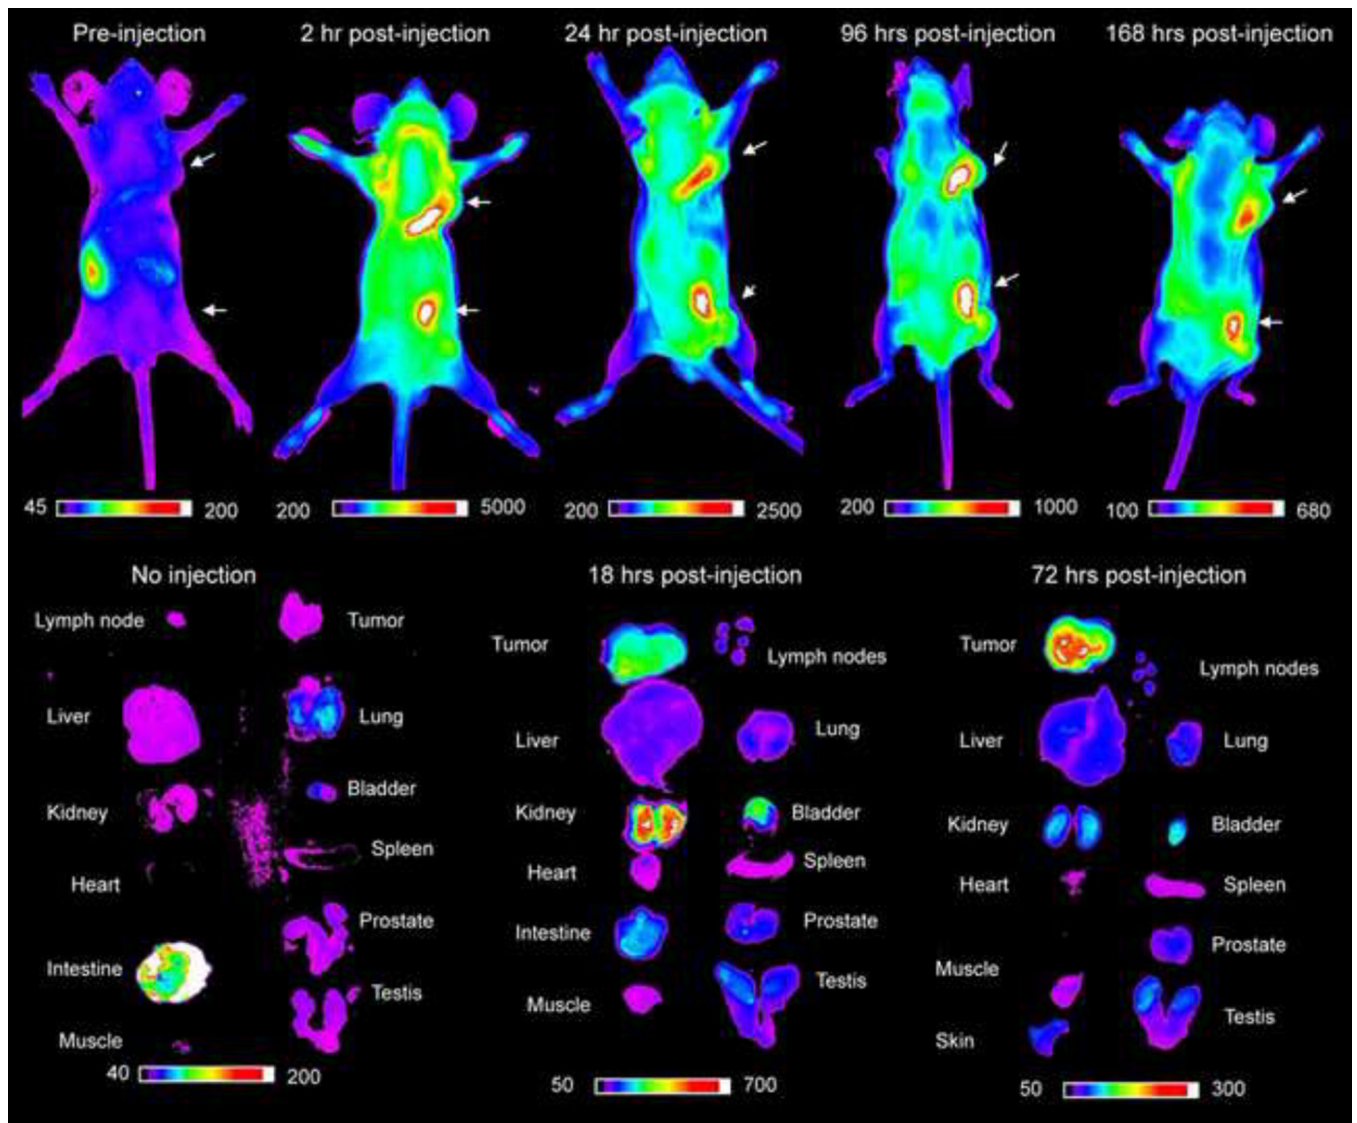 Pre-injection
2 hr post-injection
24 hr post-injection
96 hrs post-injection
168 hrs post-injection
45 200
200 5000
200 2500
200 1000
100 680
No injection
Lymph node
Tumor
Liver
Lung
Kidney
Bladder
Heart
Spleen
Prostate
Intestine
Testis
Muscle
40 200
18 hrs post-injection
Tumor
Lymph nodes
Liver
Lung
Kidney
Bladder
Heart
Spleen
Intestine
Prostate
Muscle
Testis
50 700
72 hrs post-injection
Tumor
Lymph nodes
Liver
Lung
Kidney
Bladder
Heart
Spleen
Prostate
Muscle
Testis
Skin
50 300